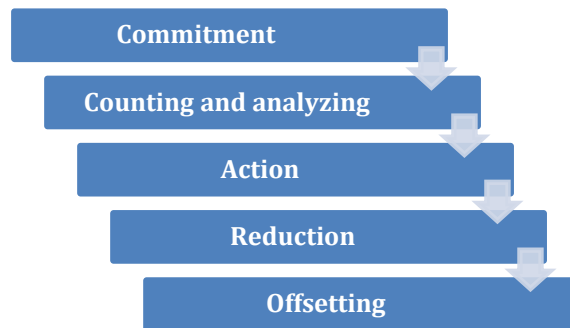 Commitment
Counting and analyzing
Action
Reduction
Offsetting